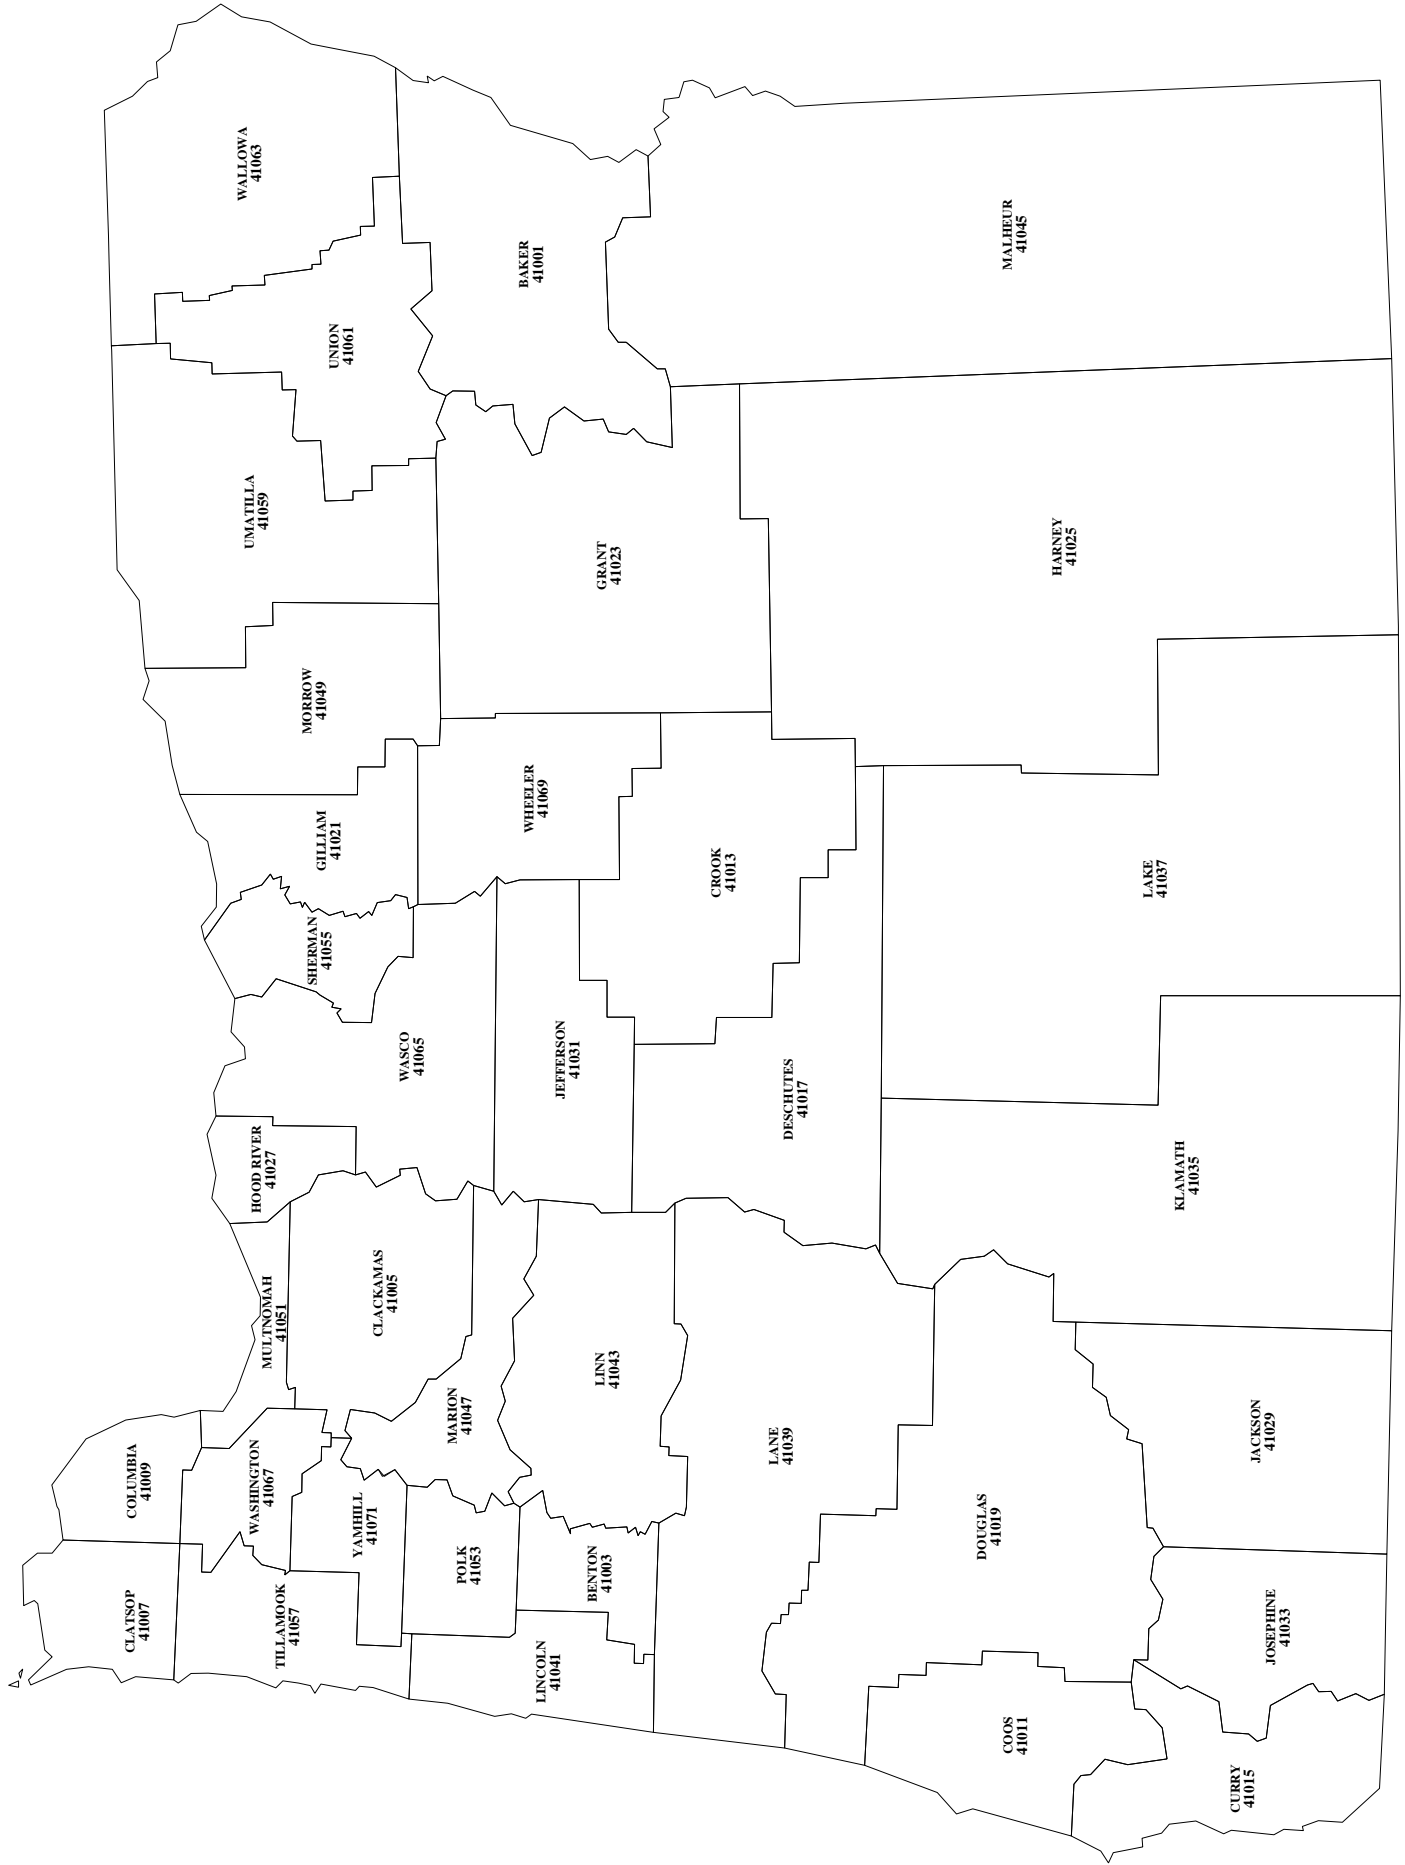 WALLOWA
41063
UNION
41061
BAKER
41001
MALHEUR
41045
UMATILLA
41059
GRANT
41023
HARNEY
41025
MORROW
41049
WHEELER
41069
GILLIAM
41021
CROOK
41013
LAKE
41037
SHERMAN
41055
WASCO
41065
JEFFERSON
41031
DESCHUTES
41017
HOOD RIVER
41027
KLAMATH
41035
MULTNOMAH
41051
CLACKAMAS
41005
LINN
41043
MARION
41047
LANE
41039
JACKSON
41029
COLUMBIA
41009
WASHINGTON
41067
YAMHILL
41071
DOUGLAS
41019
POLK
41053
BENTON
41003
CLATSOP
41007
TILLAMOOK
41057
JOSEPHINE
41033
LINCOLN
41041
COOS
41011
CURRY
41015